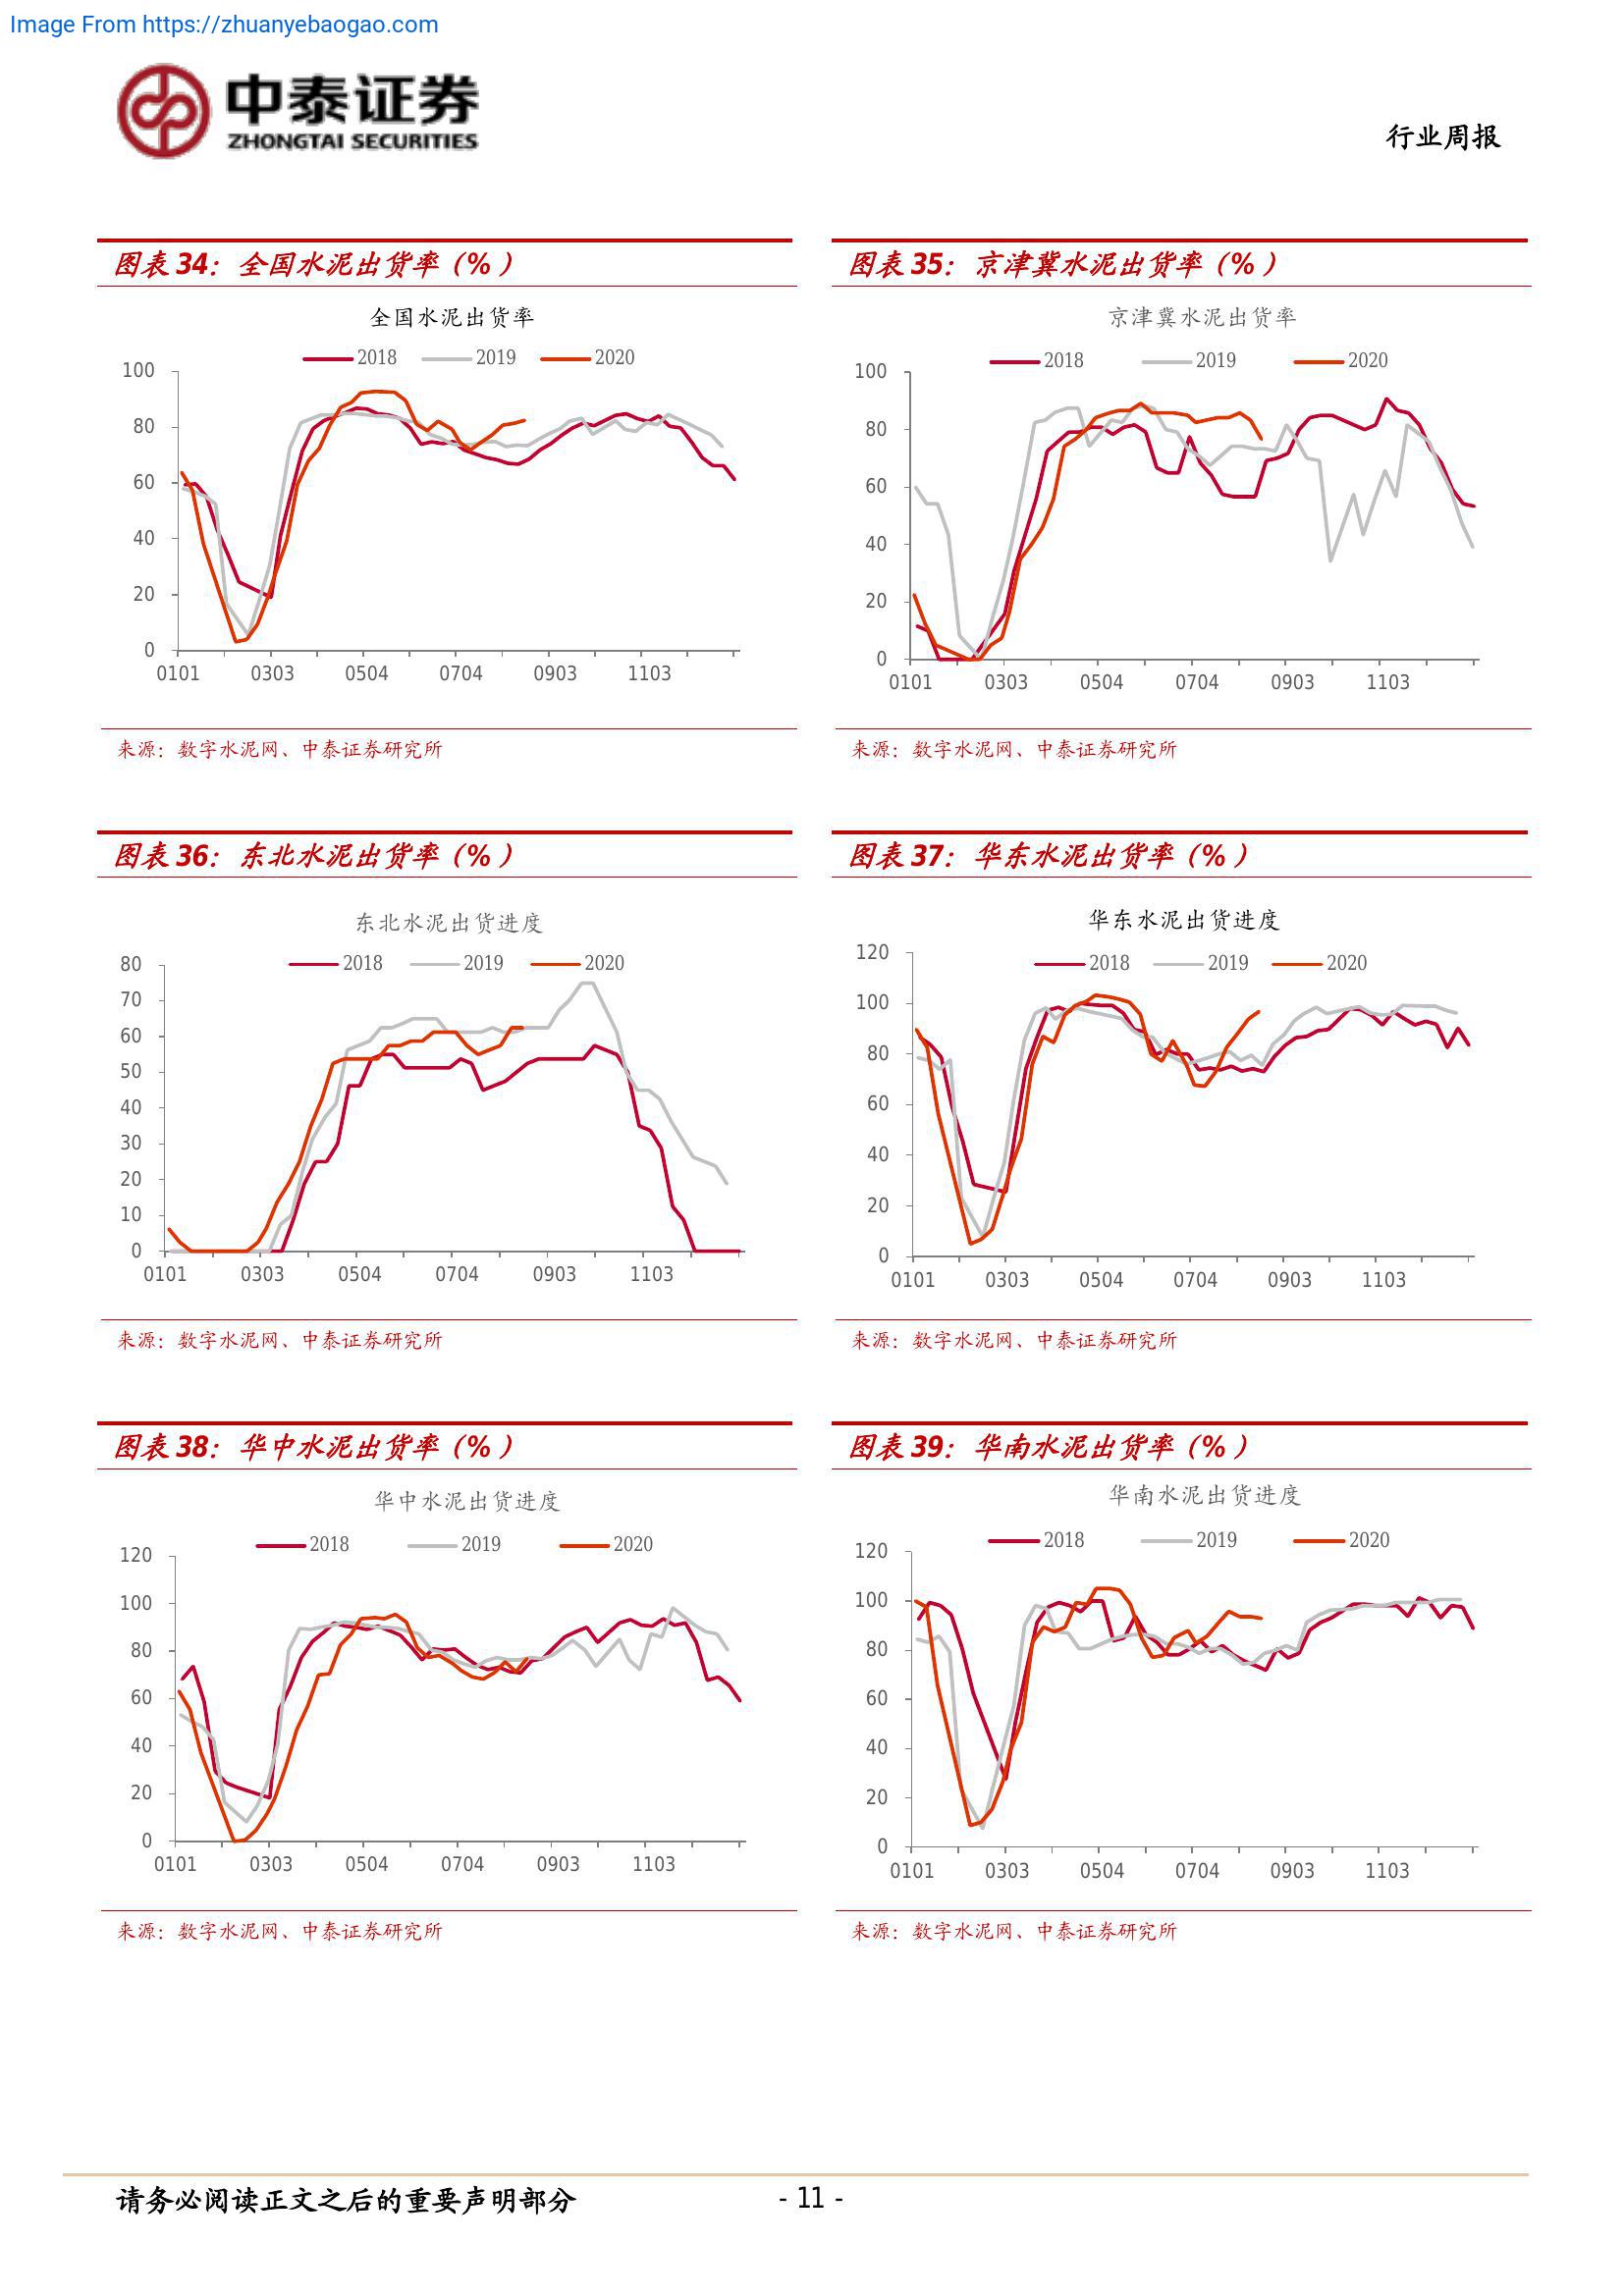 Image From https://zhuanyebaogao.com
中泰证券
ZHONGTAI SECURITIES
行业周报
图表 34：全国水泥出货率（%）
全国水泥出货率
2018 2019 2020
100
80
60
40
20
0
0101 0303 0504 0704 0903 1103
来源：数字水泥网、中泰证券研究所
图表 35：京津冀水泥出货率（%）
京津冀水泥出货率
2018 2019 2020
100
80
60
40
20
0
0101 0303 0504 0704 0903 1103
来源：数字水泥网、中泰证券研究所
图表 36：东北水泥出货率（%）
东北水泥出货进度
2018 2019 2020
80
70
60
50
40
30
20
10
0
0101 0303 0504 0704 0903 1103
来源：数字水泥网、中泰证券研究所
图表 37：华东水泥出货率（%）
华东水泥出货进度
2018 2019 2020
120
100
80
60
40
20
0
0101 0303 0504 0704 0903 1103
来源：数字水泥网、中泰证券研究所
图表 38：华中水泥出货率（%）
华中水泥出货进度
2018 2019 2020
120
100
80
60
40
20
0
0101 0303 0504 0704 0903 1103
来源：数字水泥网、中泰证券研究所
图表 39：华南水泥出货率（%）
华南水泥出货进度
2018 2019 2020
120
100
80
60
40
20
0
0101 0303 0504 0704 0903 1103
来源：数字水泥网、中泰证券研究所
请务必阅读正文之后的重要声明部分
- 11 -